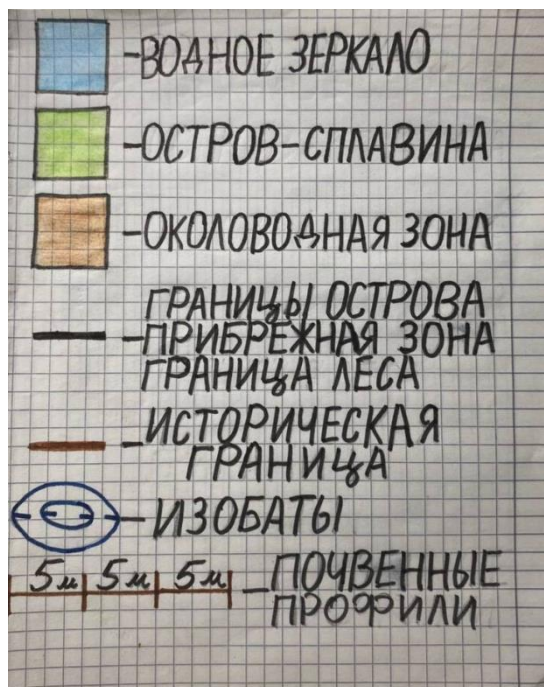 -ВОДНОЕ ЗЕРКАЛО
-ОСТРОВ-СПЛАВИНА
-ОКОЛОВОДНАЯ ЗОНА
ГРАНИЦЫ ОСТРОВА
-ПРИБРЕЖНАЯ ЗОНА
ГРАНИЦА ЛЕСА
-ИСТОРИЧЕСКАЯ
ГРАНИЦА
-ИЗОБАТЫ
5м 5м 5м -ПОЧВЕННЫЕ
ПРОФИЛИ